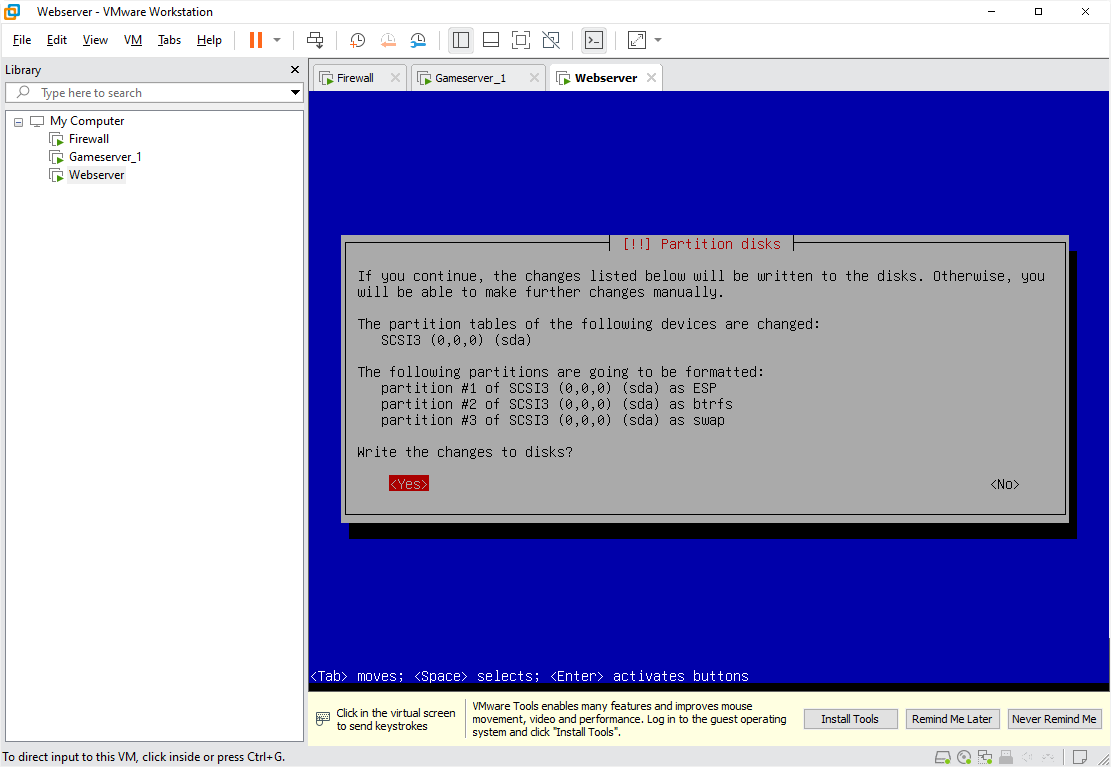 Webserver - VMware Workstation
File Edit View VM Tabs Help
Library
Type here to search
My Computer
Firewall
Gameserver_1
Webserver
Firewall Gameserver_1 Webserver
[!!] Partition disks
If you continue, the changes listed below will be written to the disks. Otherwise, you
will be able to make further changes manually.
The partition tables of the following devices are changed:
SCSI3 (0,0,0) (sda)
The following partitions are going to be formatted:
partition #1 of SCSI3 (0,0,0) (sda) as ESP
partition #2 of SCSI3 (0,0,0) (sda) as btrfs
partition #3 of SCSI3 (0,0,0) (sda) as swap
Write the changes to disks?
<Yes> <No>
<Tab> moves; <Space> selects; <Enter> activates buttons
Click in the virtual screen
to send keystrokes
VMware Tools enables many features and improves mouse
movement, video and performance. Log in to the guest operating
system and click "Install Tools".
Install Tools Remind Me Later Never Remind Me
To direct input to this VM, click inside or press Ctrl+G.